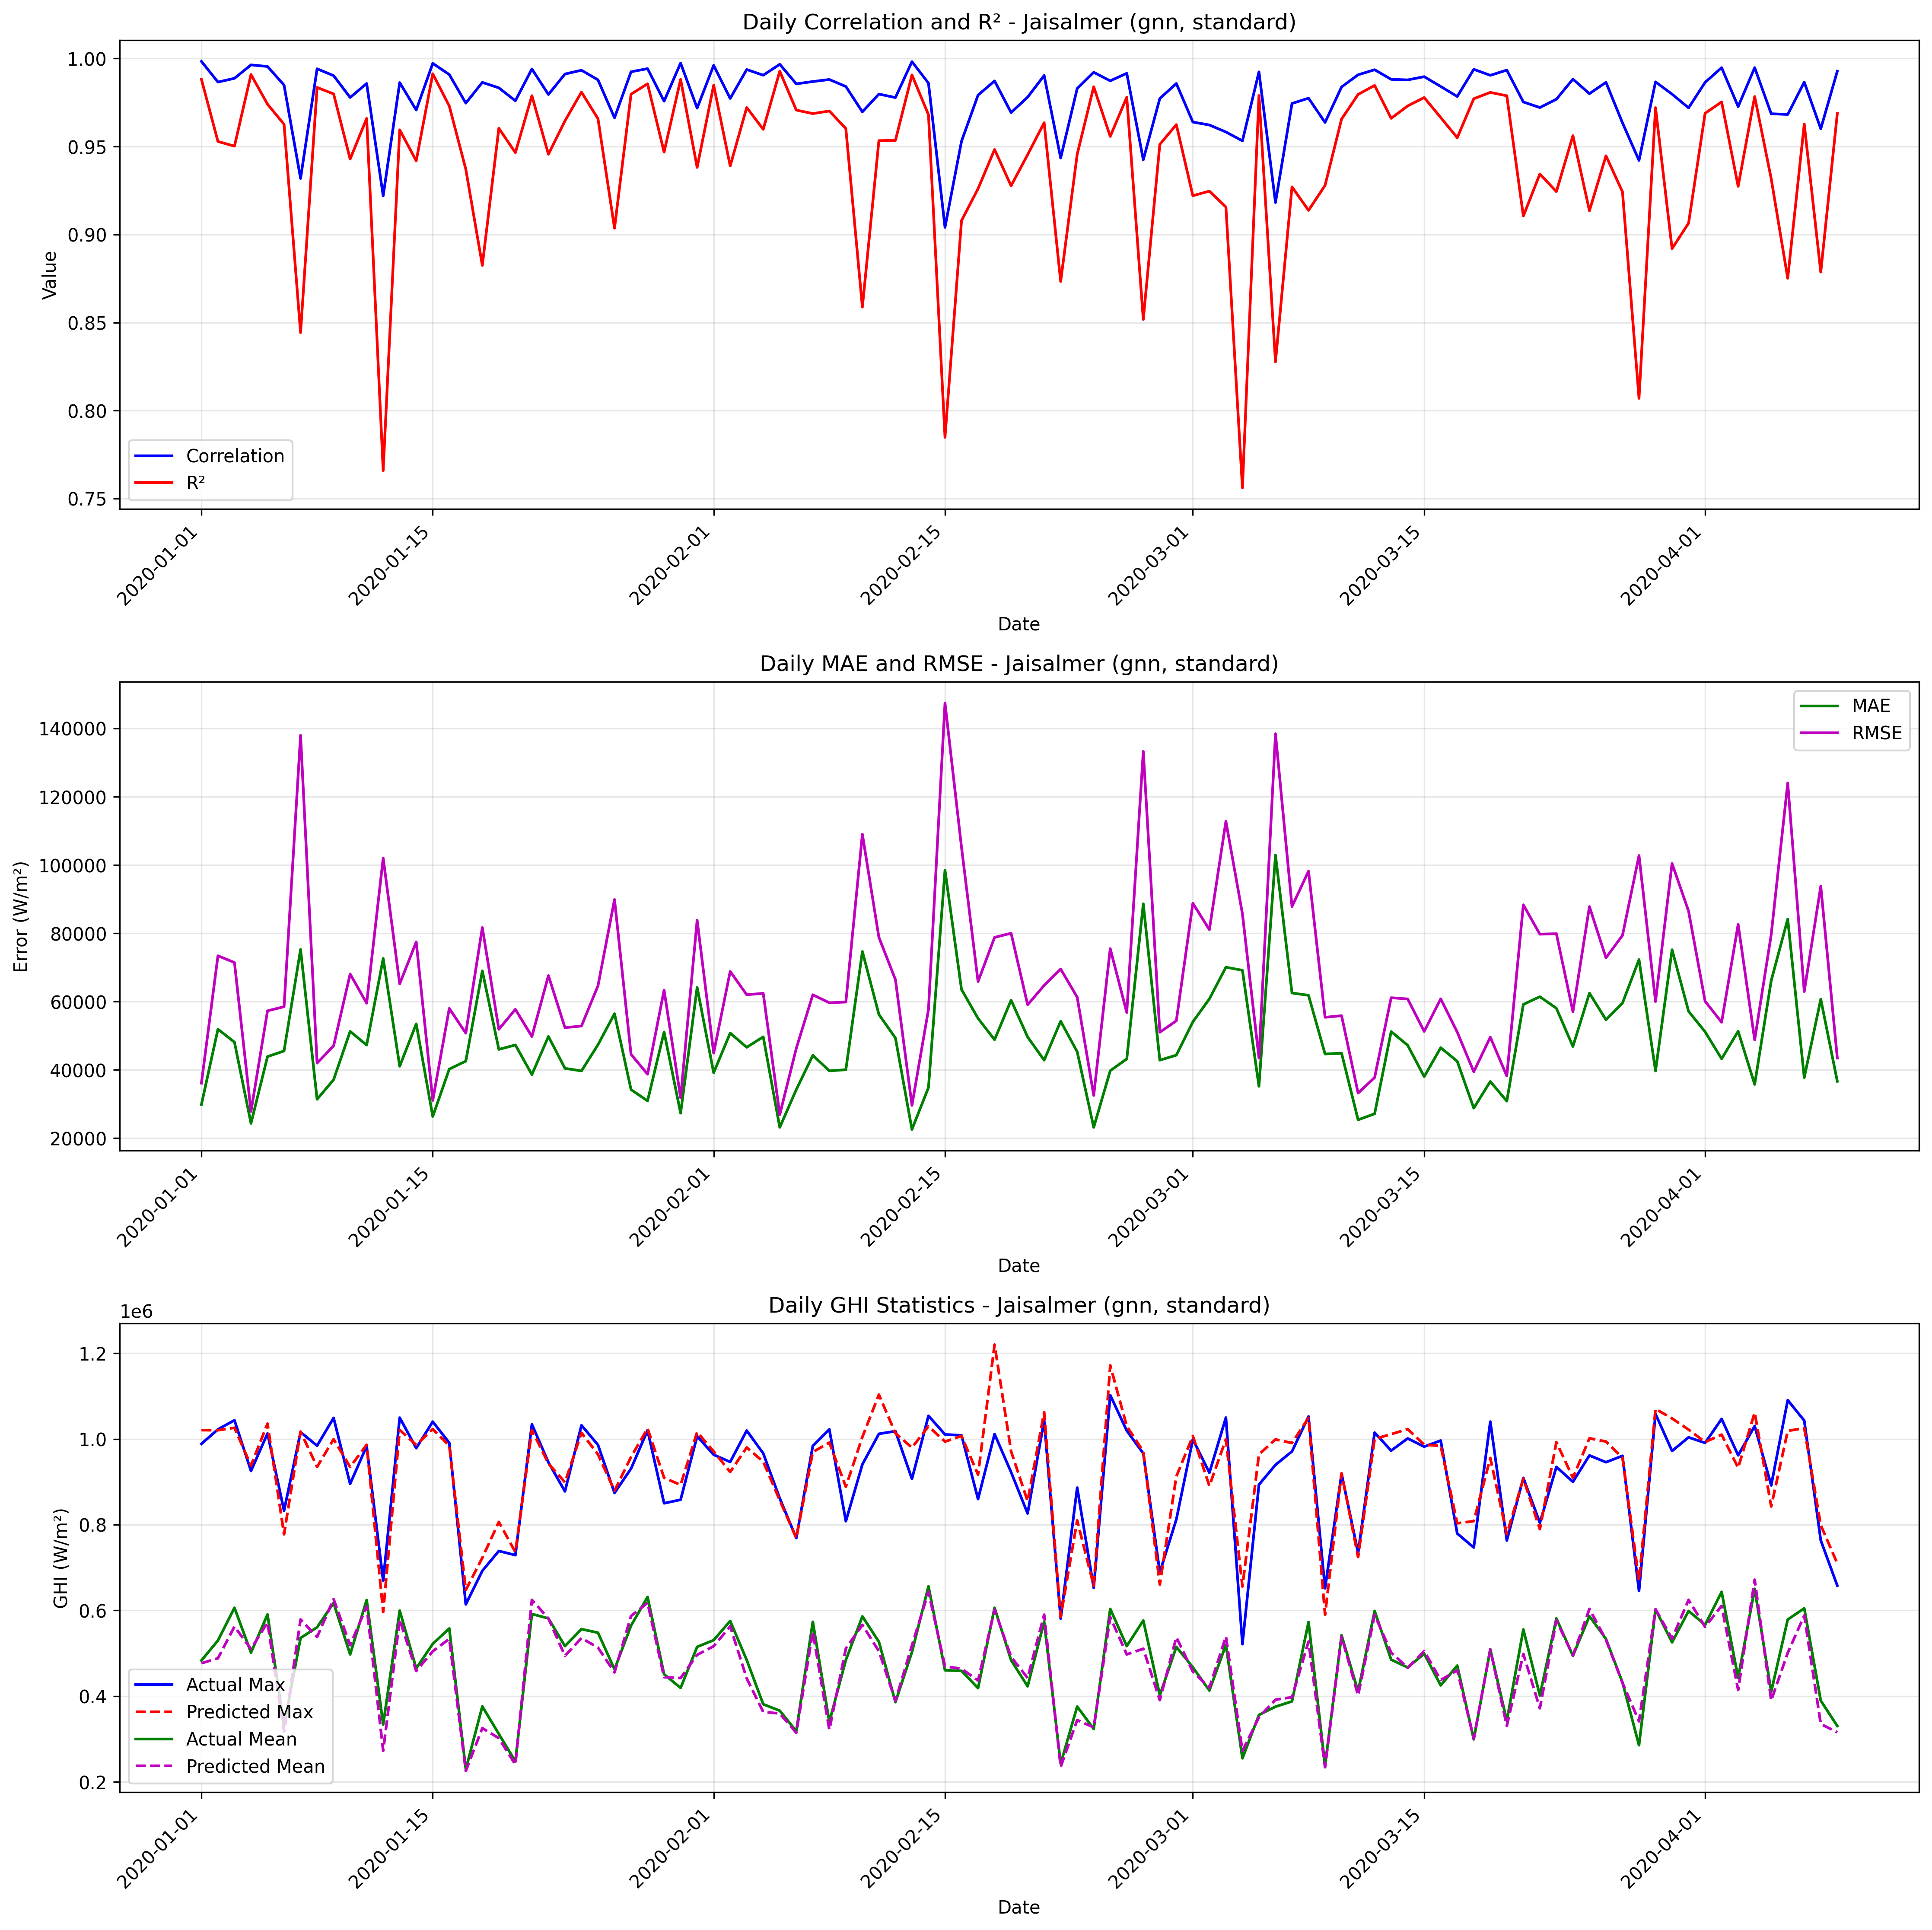 Daily Correlation and R² - Jaisalmer (gnn, standard)
1.00
0.95
0.90
0.85
0.80
0.75
Value
Correlation
R²
2020-01-01
2020-01-15
2020-02-01
2020-02-15
2020-03-01
2020-03-15
2020-04-01
Date
Daily MAE and RMSE - Jaisalmer (gnn, standard)
140000
120000
100000
80000
60000
40000
20000
Error (W/m²)
MAE
RMSE
2020-01-01
2020-01-15
2020-02-01
2020-02-15
2020-03-01
2020-03-15
2020-04-01
Date
Daily GHI Statistics - Jaisalmer (gnn, standard)
1e6
1.2
1.0
0.8
0.6
0.4
0.2
GHI (W/m²)
Actual Max
Predicted Max
Actual Mean
Predicted Mean
2020-01-01
2020-01-15
2020-02-01
2020-02-15
2020-03-01
2020-03-15
2020-04-01
Date